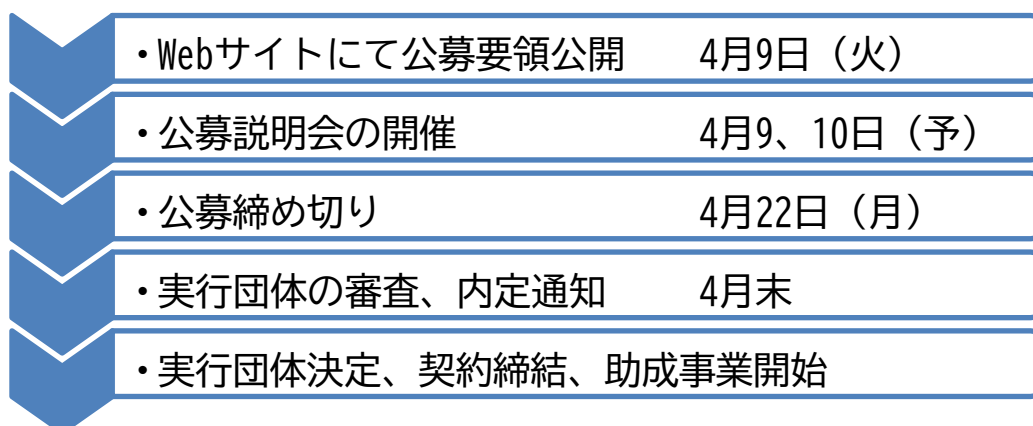 ・Webサイトにて公募要領公開　　4月9日（火）
・公募説明会の開催　　4月9、10日（予）
・公募締め切り　　4月22日（月）
・実行団体の審査、内定通知　　4月末
・実行団体決定、契約締結、助成事業開始